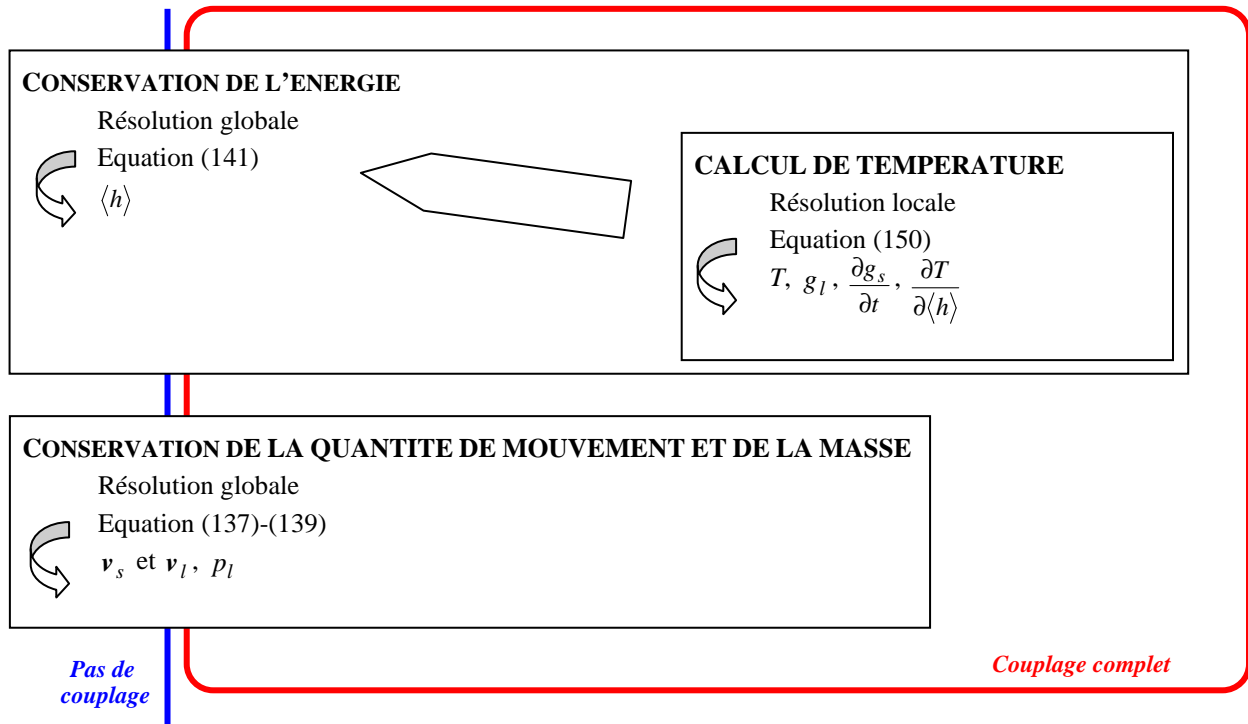 CONSERVATION DE L’ENERGIE
Résolution globale
Equation (141)
⟨h⟩
CALCUL DE TEMPERATURE
Résolution locale
Equation (150)
T, g_l, ∂g_s/∂t, ∂T/∂⟨h⟩
CONSERVATION DE LA QUANTITE DE MOUVEMENT ET DE LA MASSE
Résolution globale
Equation (137)-(139)
v_s et v_l, p_l
Pas de
couplage
Couplage complet